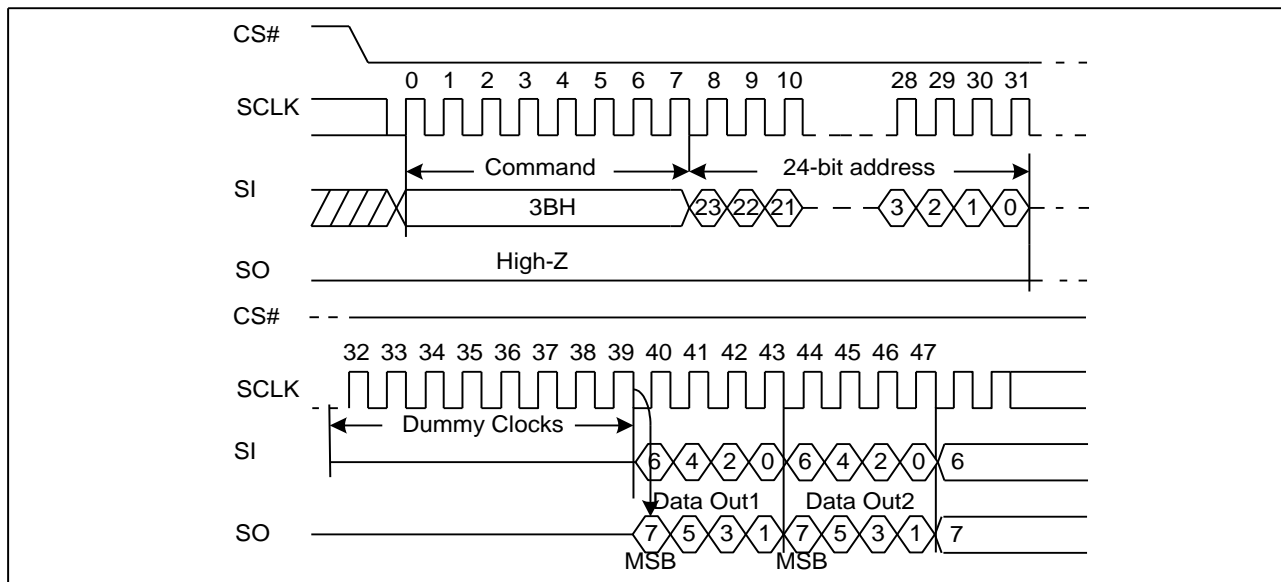 CS#
0 1 2 3 4 5 6 7 8 9 10 28 29 30 31
SCLK
Command 24-bit address
SI
3BH 23 22 21 3 2 1 0
High-Z
SO
CS#
32 33 34 35 36 37 38 39 40 41 42 43 44 45 46 47
SCLK
Dummy Clocks
SI
6 4 2 0 6 4 2 0 6
Data Out1 Data Out2
SO
7 5 3 1 7 5 3 1 7
MSB MSB